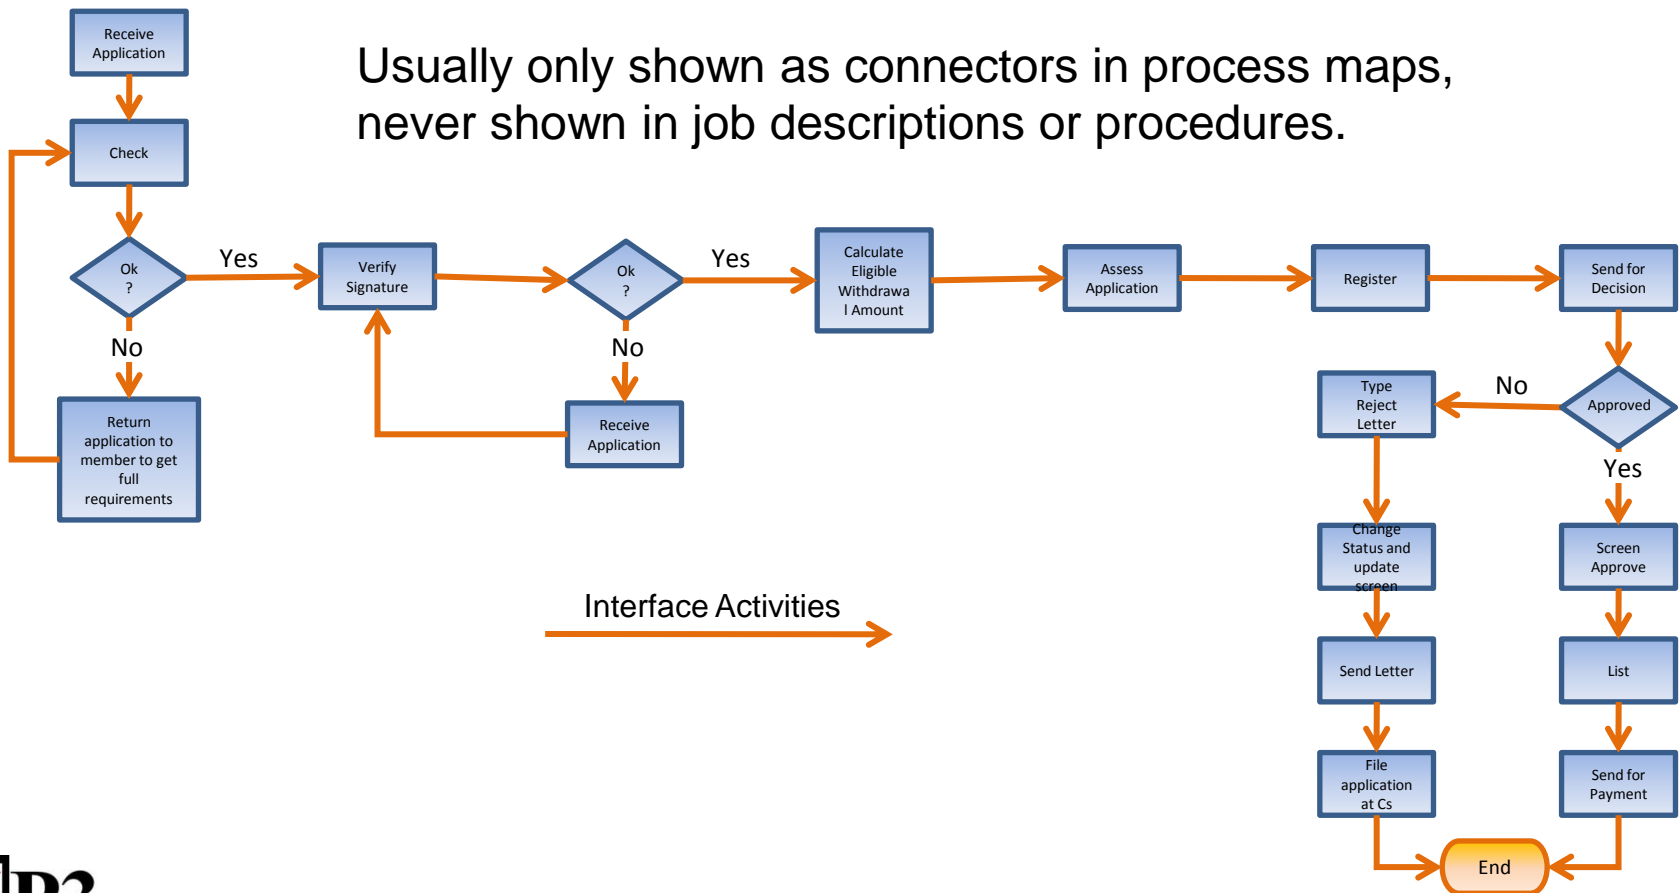 Receive
Application
Usually only shown as connectors in process maps,
never shown in job descriptions or procedures.
Check
Ok
?
Yes
No
Return
application to
member to get
full
requirements
Verify
Signature
Ok
?
Yes
No
Receive
Application
Calculate
Eligible
Withdrawa
l Amount
Assess
Application
Register
Send for
Decision
Approved
No
Type
Reject
Letter
Change
Status and
update
screen
Send Letter
File
application
at Cs
Yes
Screen
Approve
List
Send for
Payment
End
Interface Activities